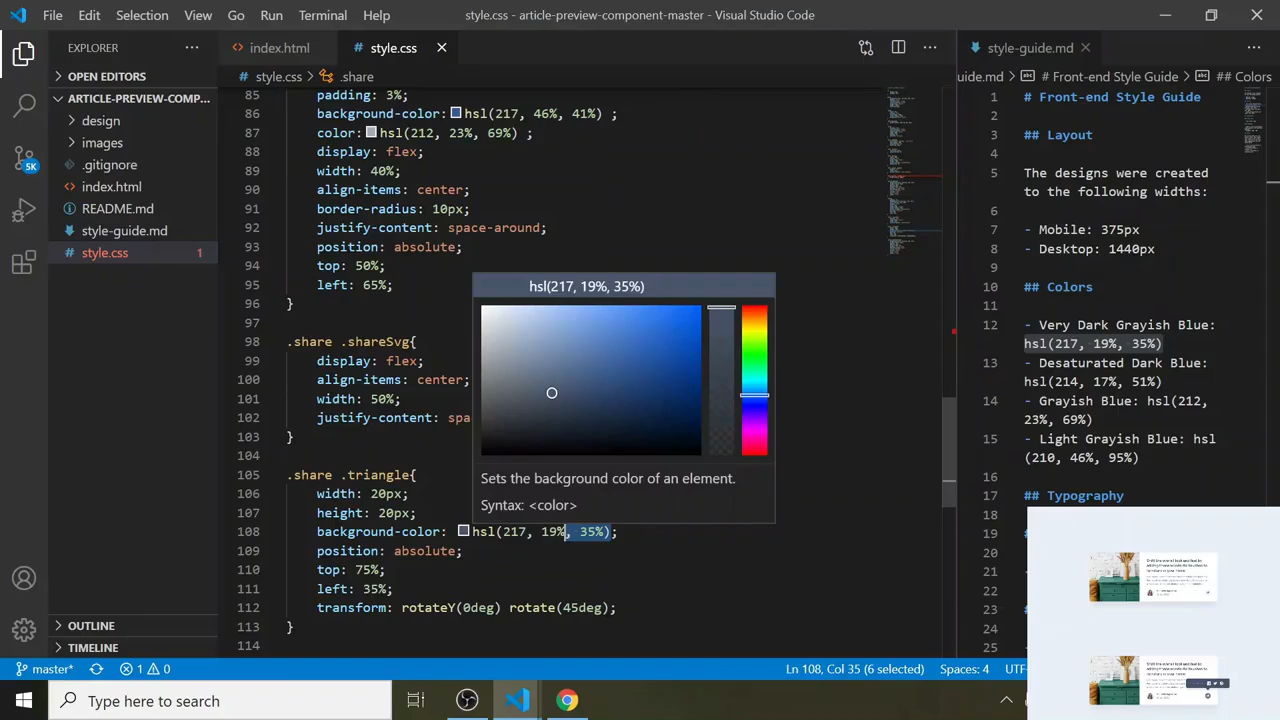 File Edit Selection View Go Run Terminal Help
style.css - article-preview-component-master - Visual Studio Code
EXPLORER
OPEN EDITORS
ARTICLE-PREVIEW-COMP...
design
images
.gitignore
index.html
README.md
style-guide.md
style.css 1
OUTLINE
TIMELINE
5K
index.html
style.css
style.css > .share
85 padding: 3%;
86 background-color: hsl(217, 46%, 41%) ;
87 color: hsl(212, 23%, 69%) ;
88 display: flex;
89 width: 40%;
90 align-items: center;
91 border-radius: 10px;
92 justify-content: space-around;
93 position: absolute;
94 top: 50%;
95 left: 65%;
96 }
97
98 .share .shareSvg{
99 display: flex;
100 align-items: center;
101 width: 50%;
102 justify-content: spa
103 }
104
105 .share .triangle{
106 width: 20px;
107 height: 20px;
108 background-color: hsl(217, 19%, 35%);
109 position: absolute;
110 top: 75%;
111
112 transform: rotatex(0deg) rotate (45deg);
113 }
114
hsl(217, 19%, 35%)
Sets the background color of an element.
Syntax: <color>
style-guide.md
uide.md > # Front-end Style Guide > ## Colors
1 # Front-end Style Guide
2
3 ## Layout
4
5 The designs were created
to the following widths:
6
7 - Mobile: 375px
8 - Desktop: 1440px
9
10 ## Colors
11
12 - Very Dark Grayish Blue:
hsl(217, 19%, 35%)
13 - Desaturated Dark Blue:
hsl(214, 17%, 51%)
14 - Grayish Blue: hsl(212,
23%, 69%)
15 - Light Grayish Blue: hsl
(210, 46%, 95%)
16
17 ## Typography
18
19 #
20
21
22
23 #
24
25
master* 1 0
Ln 108, Col 35 (6 selected) Spaces: 4 UTF-
Type here to search